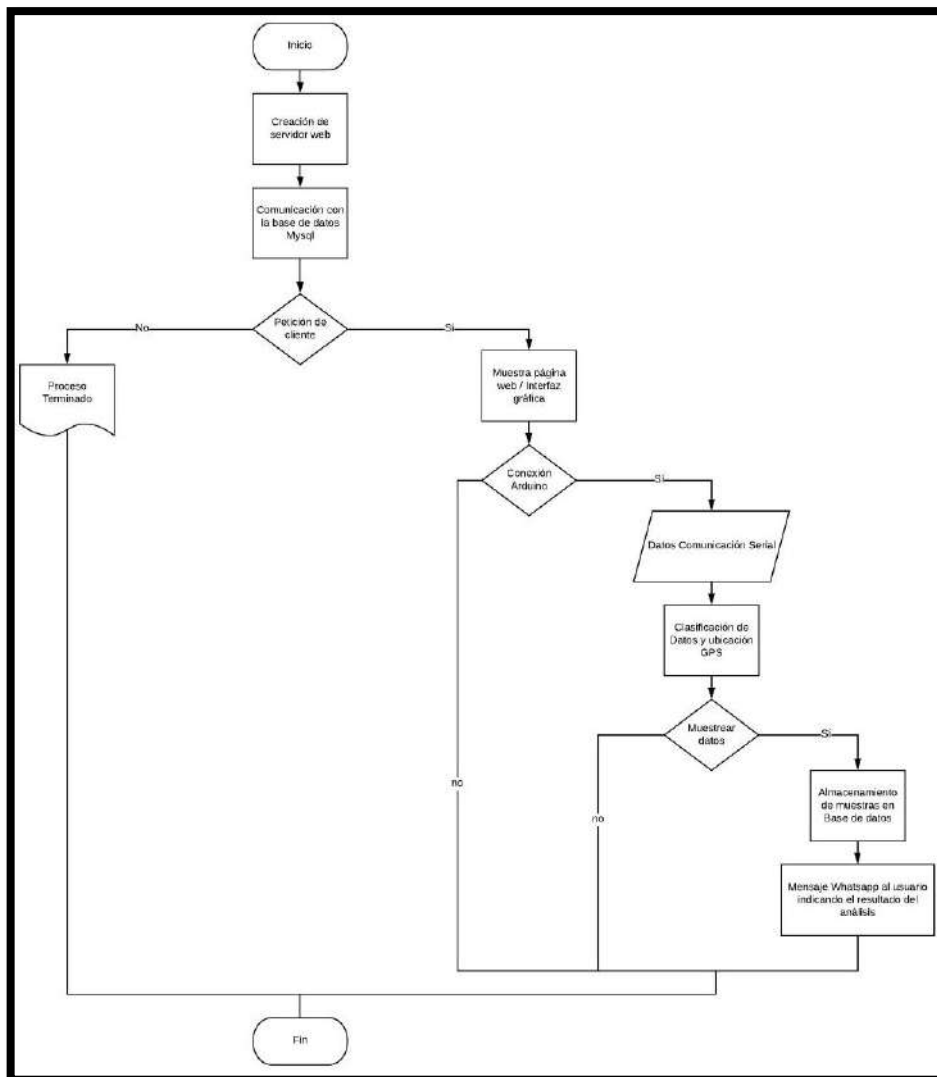 Inicio
Creación de
servidor web
Comunicación con
la base de datos
Mysql
Petición de
cliente
No
Si
Proceso
Terminado
Muestra página
web / Interfaz
gráfica
Conexión
Arduino
Si
Datos Comunicación Serial
Clasificación de
Datos y ubicación
GPS
Muestrear
datos
Si
no
no
Almacenamiento
de muestras en
Base de datos
Mensaje Whatsapp al usuario
indicando el resultado del
análisis
Fin